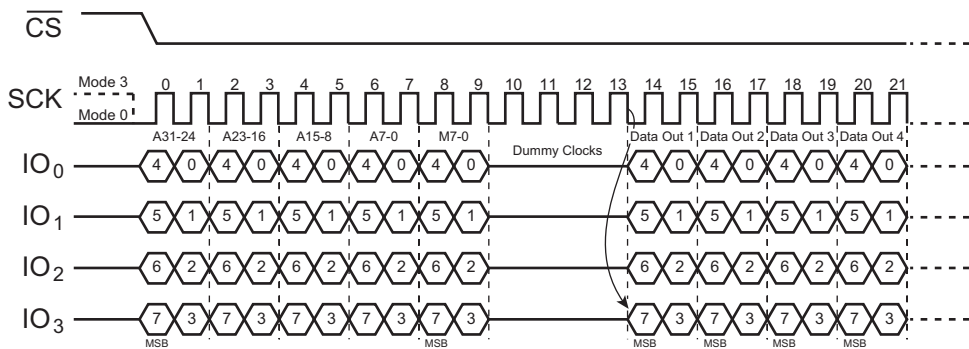 CS
Mode 3
SCK
Mode 0
0 1 2 3 4 5 6 7 8 9 10 11 12 13 14 15 16 17 18 19 20 21
A31-24 A23-16 A15-8 A7-0 M7-0 Data Out 1 Data Out 2 Data Out 3 Data Out 4
Dummy Clocks
IO0 4 0 4 0 4 0 4 0 4 0 4 0 4 0 4 0 4 0
IO1 5 1 5 1 5 1 5 1 5 1 5 1 5 1 5 1 5 1
IO2 6 2 6 2 6 2 6 2 6 2 6 2 6 2 6 2 6 2
IO3 7 3 7 3 7 3 7 3 7 3 7 3 7 3 7 3 7 3
MSB MSB MSB MSB MSB MSB